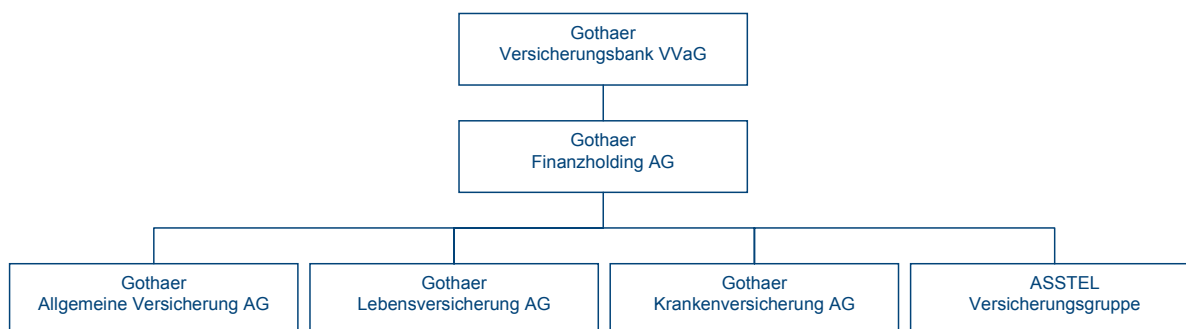 Gothaer
Versicherungsbank VVaG
Gothaer
Finanzholding AG
Gothaer
Allgemeine Versicherung AG
Gothaer
Lebensversicherung AG
Gothaer
Krankenversicherung AG
ASSTEL
Versicherungsgruppe